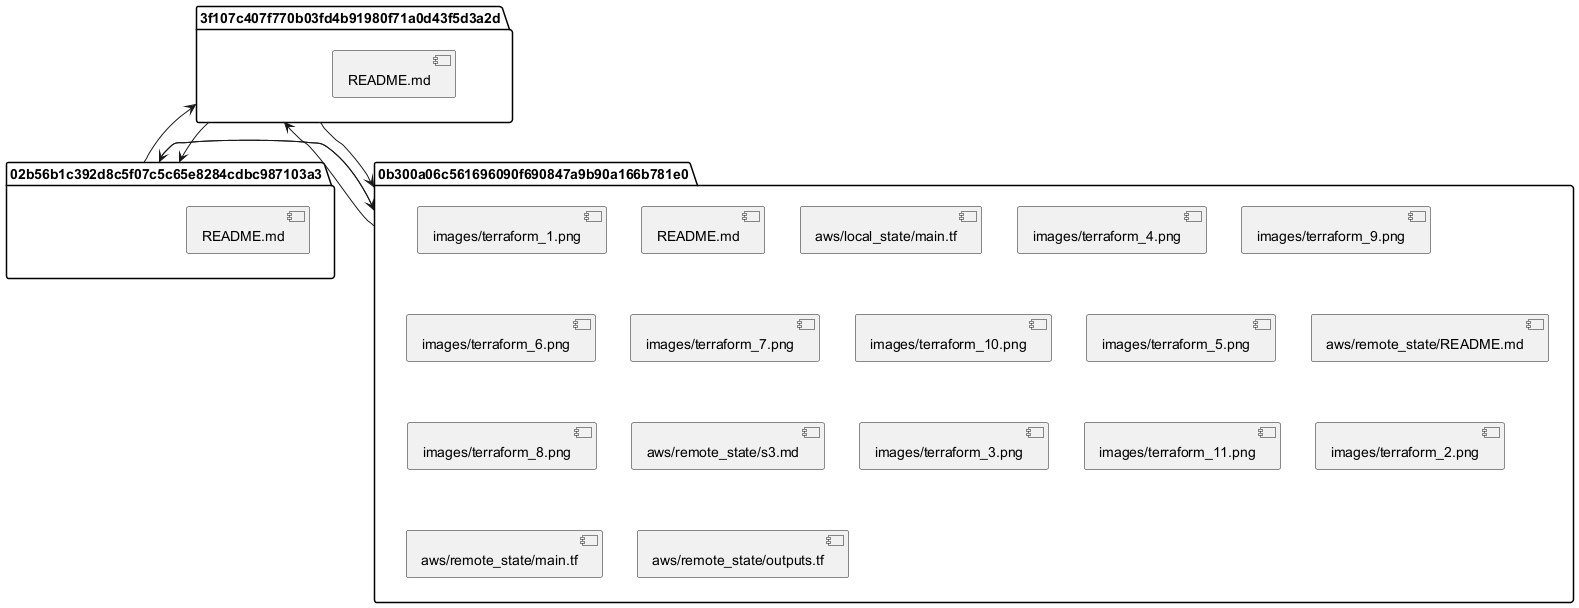 3f107c407f770b03fd4b91980f71a0d43f5d3a2d
README.md
02b56b1c392d8c5f07c5c65e8284cdbc987103a3
README.md
0b300a06c561696090f690847a9b90a166b781e0
images/terraform_1.png
README.md
aws/local_state/main.tf
images/terraform_4.png
images/terraform_9.png
images/terraform_6.png
images/terraform_7.png
images/terraform_10.png
images/terraform_5.png
aws/remote_state/README.md
images/terraform_8.png
aws/remote_state/s3.md
images/terraform_3.png
images/terraform_11.png
images/terraform_2.png
aws/remote_state/main.tf
aws/remote_state/outputs.tf